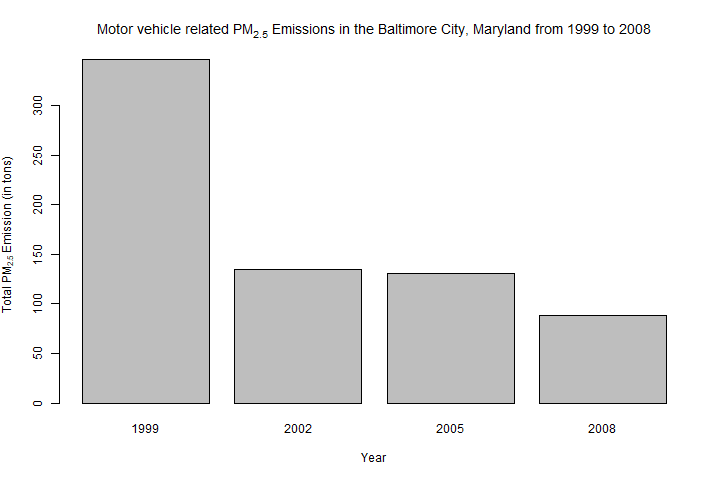 Motor vehicle related PM2.5 Emissions in the Baltimore City, Maryland from 1999 to 2008
Total PM2.5 Emission (in tons)
300
250
200
150
100
50
0
1999 2002 2005 2008
Year